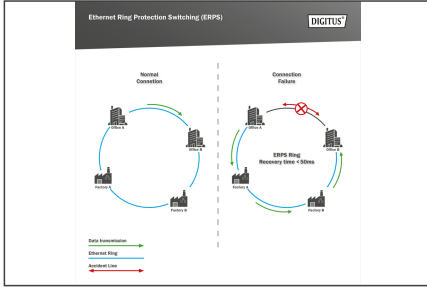 Ethernet Ring Protection Switching (ERPS)
DIGITUS®
Normal
Connetion
Office A
Office B
Factory A
Factory B
Connection
Failure
Office A
Office B
ERPS Ring
Recovery time < 50ms
Factory A
Factory B
Data transmission
Ethernet Ring
Accident Line